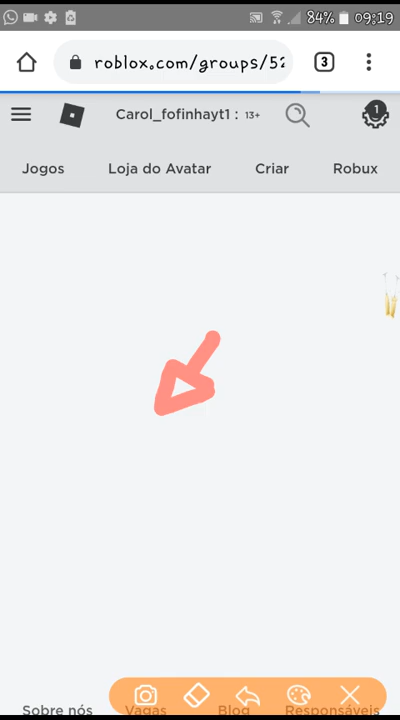 84% 09:19
roblox.com/groups/52
3
Carol_fofinhayt1 : 13+
1
Jogos Loja do Avatar Criar Robux
Sobre nós Vagas Blog Responsáveis